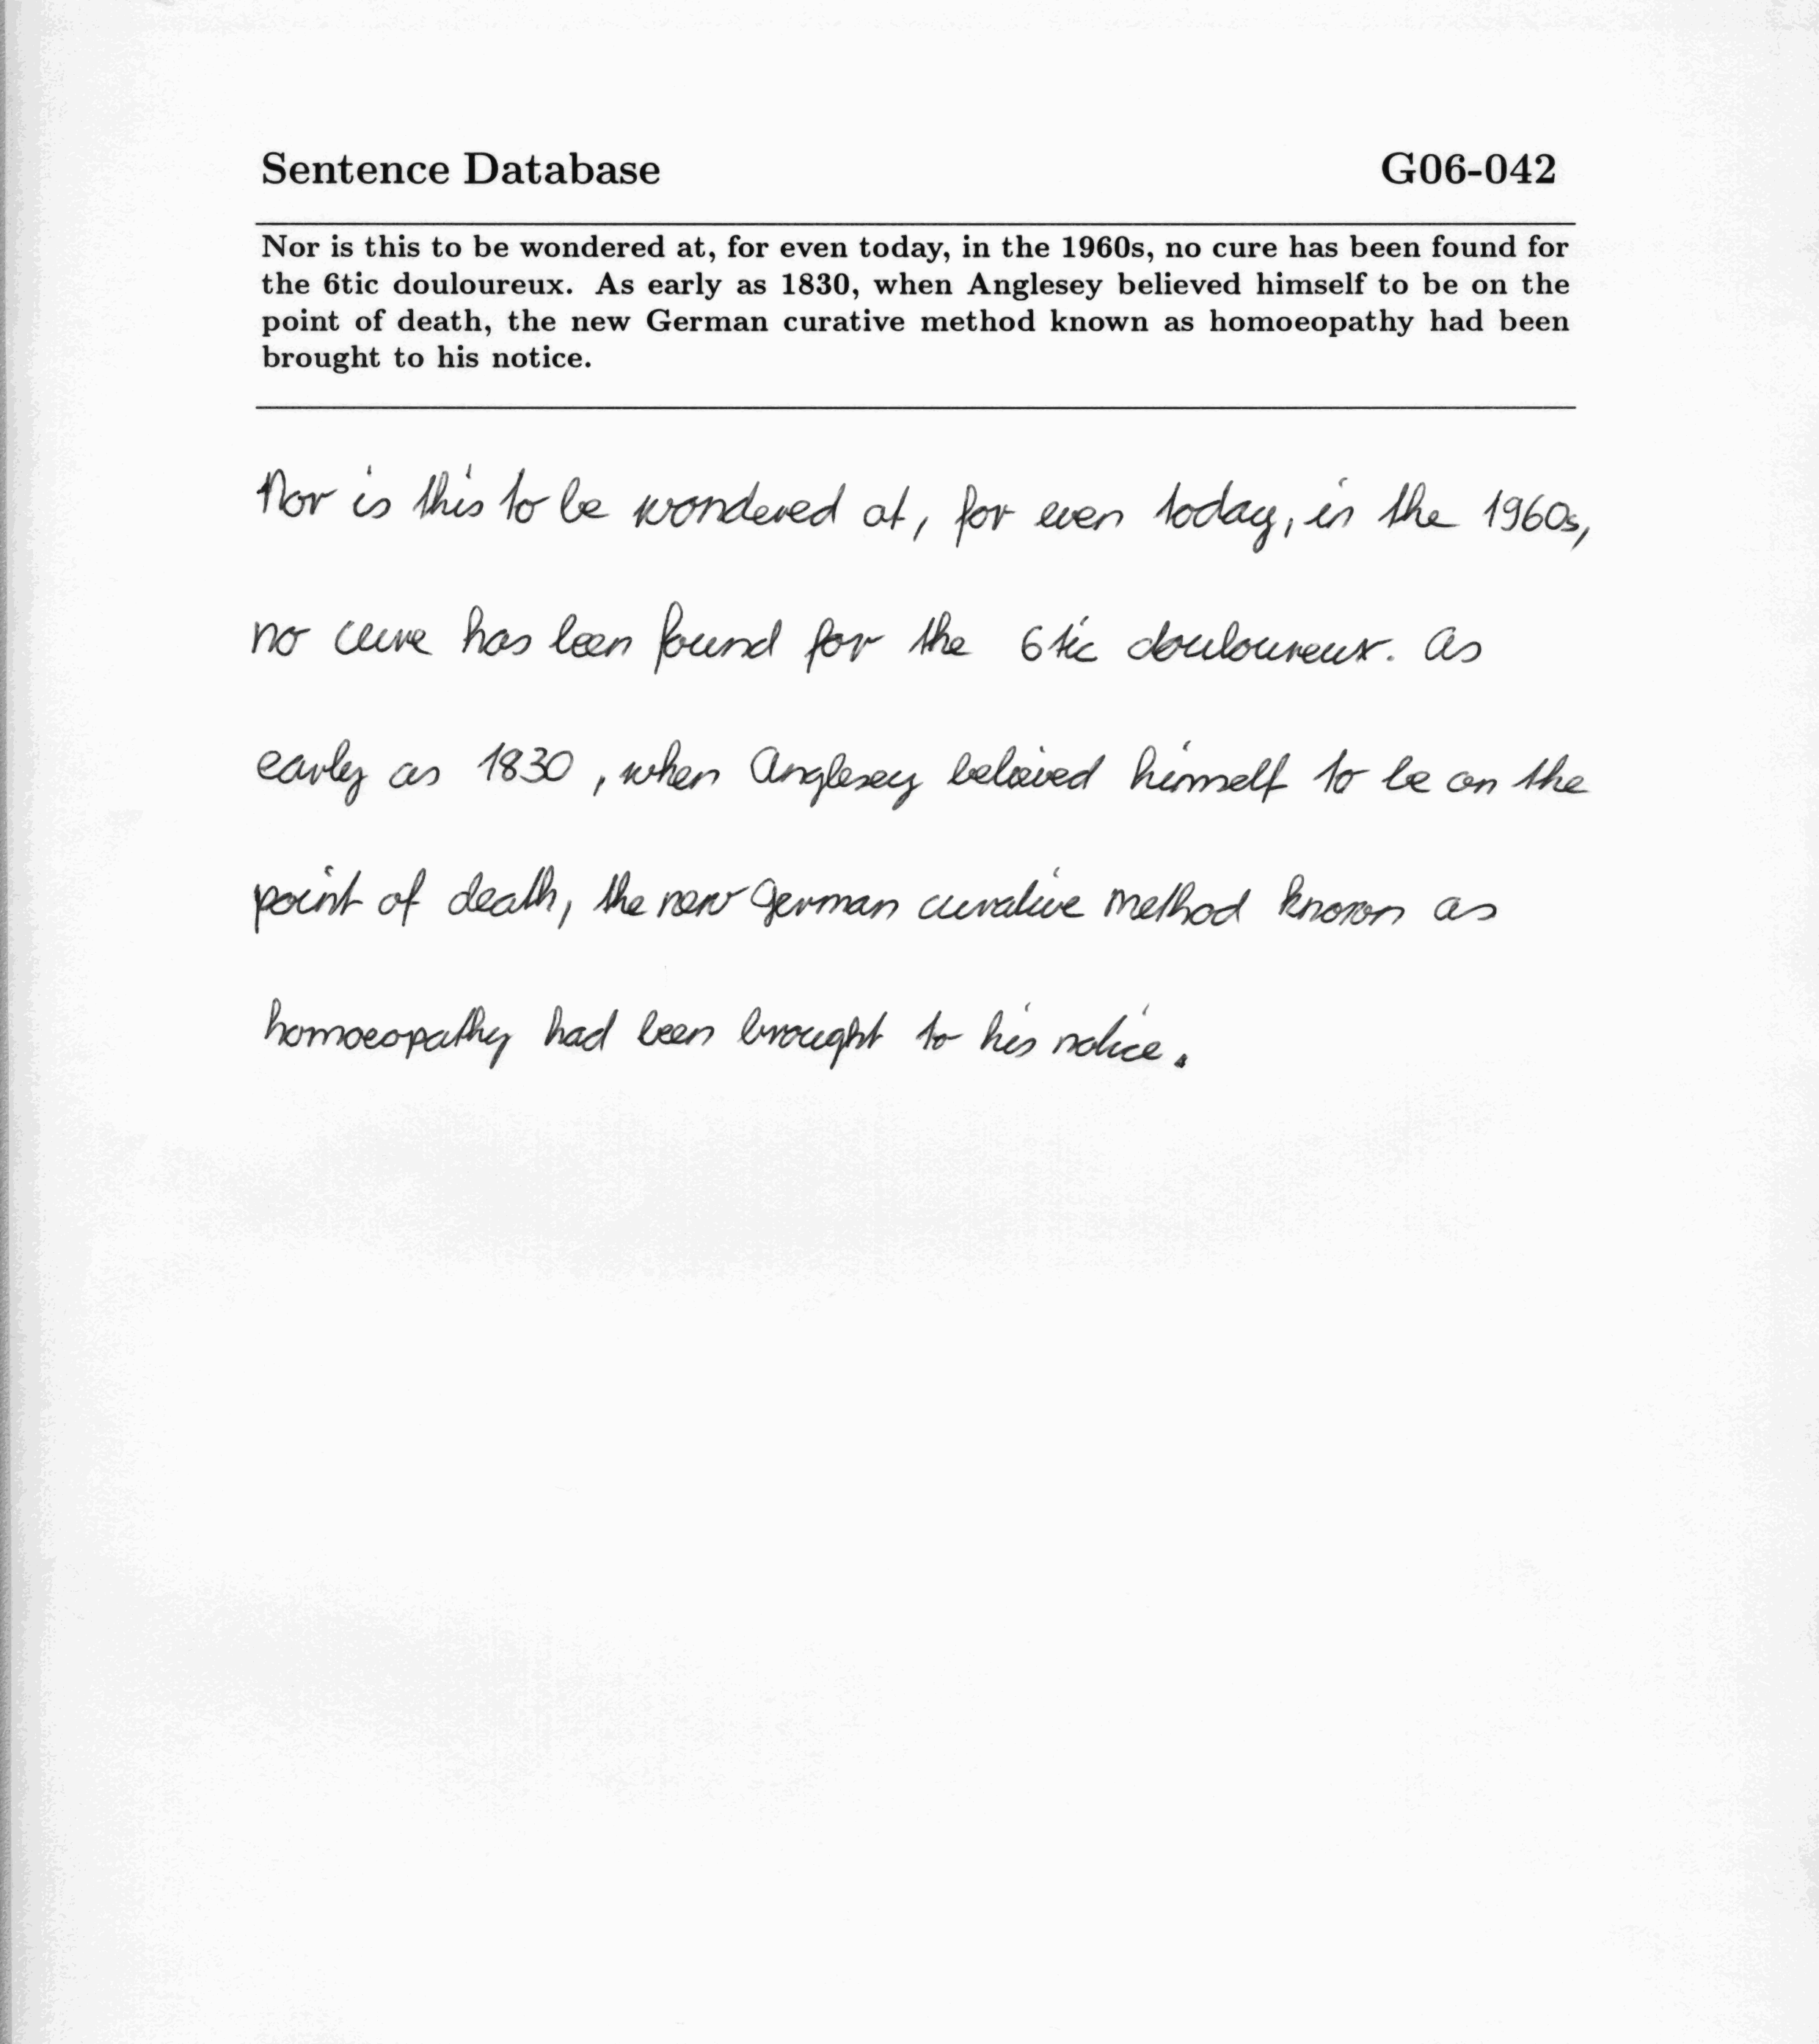 Sentence Database G06-042
Nor is this to be wondered at, for even today, in the 1960s, no cure has been found for
the 6tic douloureux. As early as 1830, when Anglesey believed himself to be on the
point of death, the new German curative method known as homoeopathy had been
brought to his notice.
Nor is this to be wondered at, for even today, in the 1960s,
no cure has been found for the 6tic douloureux. As
early as 1830, when Anglesey believed himself to be on the
point of death, the new German curative method known as
homoeopathy had been brought to his notice.